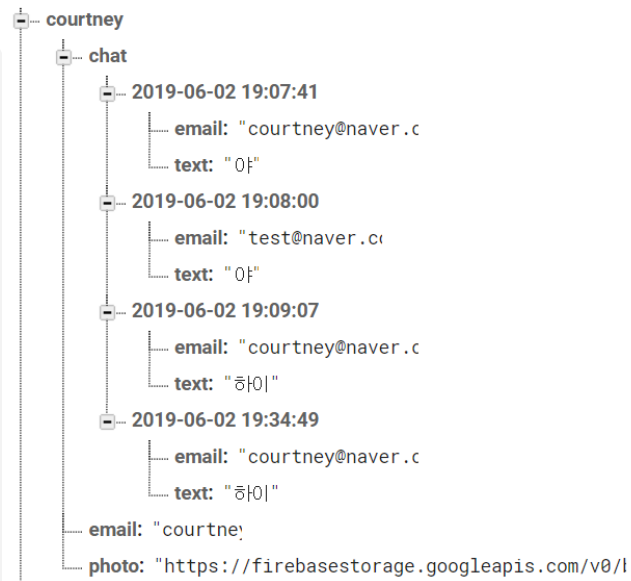 courtney
chat
2019-06-02 19:07:41
email: "courtney@naver.c
text: "야"
2019-06-02 19:08:00
email: "test@naver.co
text: "야"
2019-06-02 19:09:07
email: "courtney@naver.c
text: "하이"
2019-06-02 19:34:49
email: "courtney@naver.c
text: "하이"
email: "courtney
photo: "https://firebasestorage.googleapis.com/v0/b